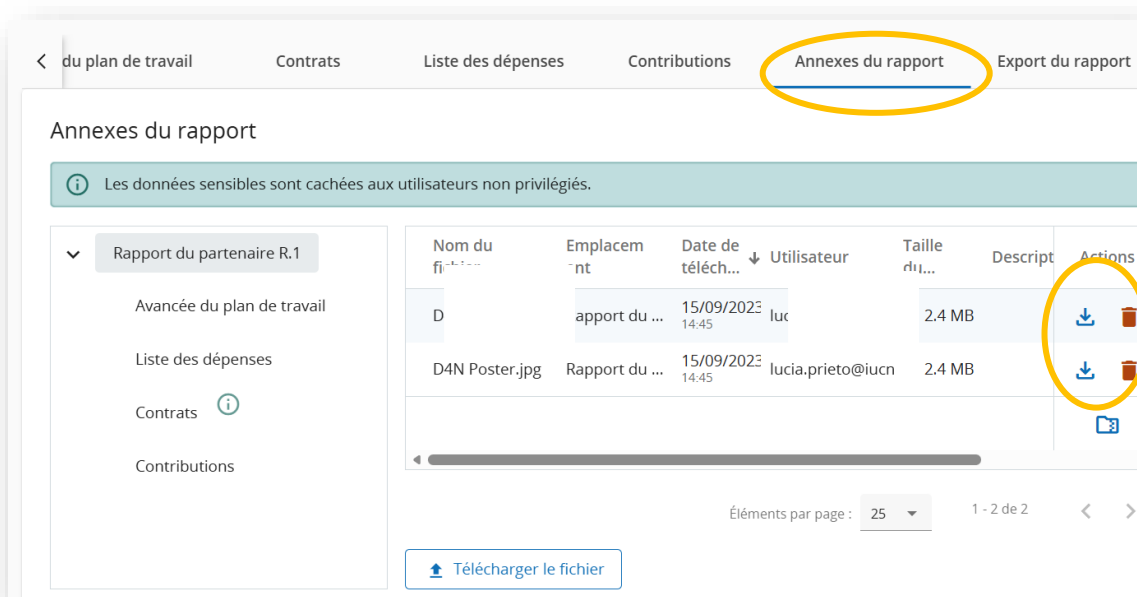 du plan de travail Contrats Liste des dépenses Contributions Annexes du rapport Export du rapport
Annexes du rapport
Les données sensibles sont cachées aux utilisateurs non privilégiés.
Rapport du partenaire R.1
Avancée du plan de travail
Liste des dépenses
Contrats
Contributions
Nom du Emplacem Date de Utilisateur Taille Descript Actions
téléch... du...
D apport du ... 15/09/2023 luc 2.4 MB
14:45
D4N Poster.jpg Rapport du ... 15/09/2023 lucia.prieto@iucn 2.4 MB
14:45
Éléments par page : 25 1 - 2 de 2
Télécharger le fichier